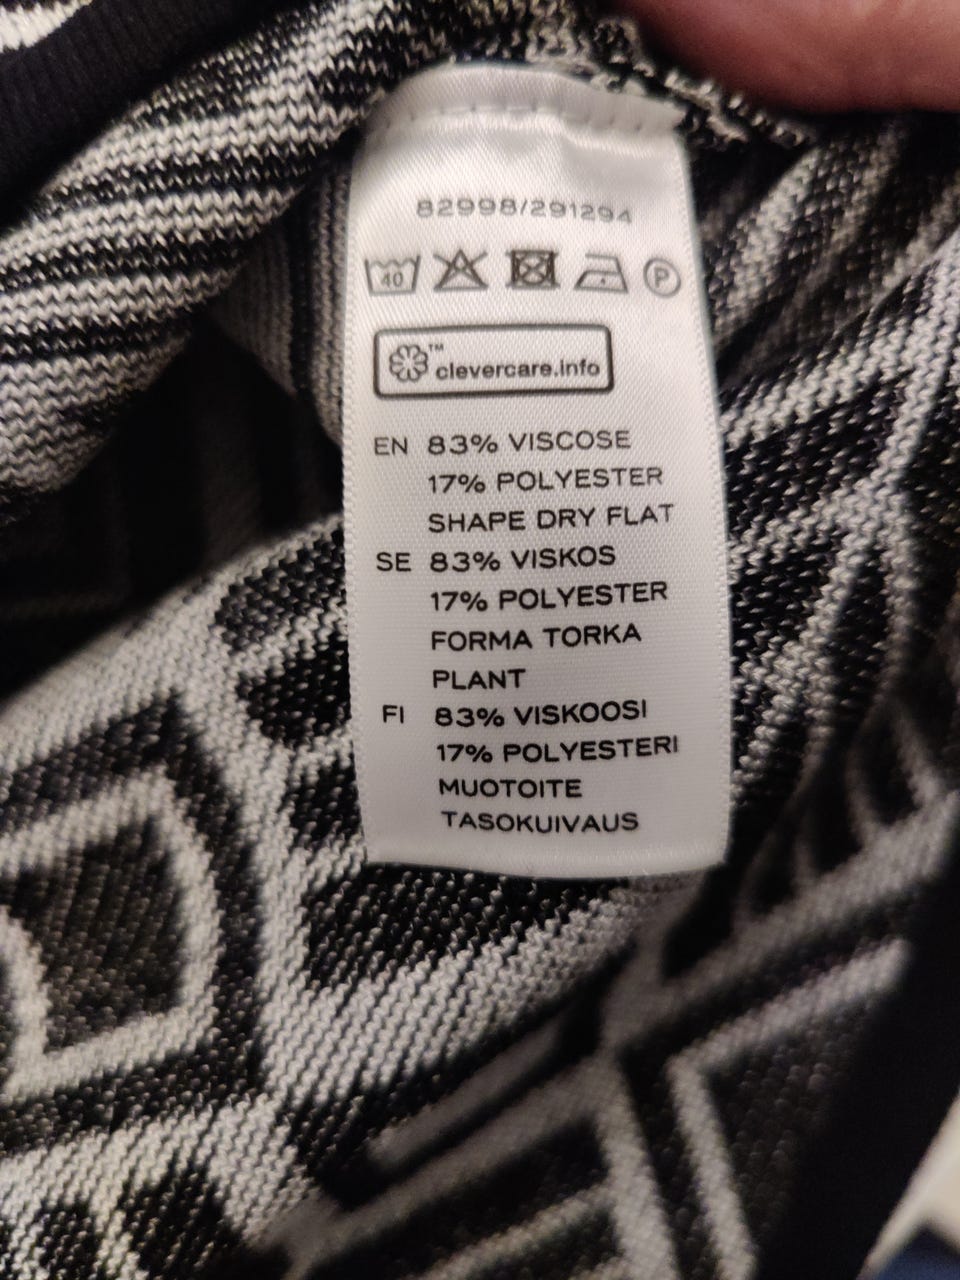 82998/291294
40 P
™ clevercare.info
EN 83% VISCOSE
17% POLYESTER
SHAPE DRY FLAT
SE 83% VISKOS
17% POLYESTER
FORMA TORKA
PLANT
FI 83% VISKOOSI
17% POLYESTERI
MUOTOITE
TASOKUIVAUS